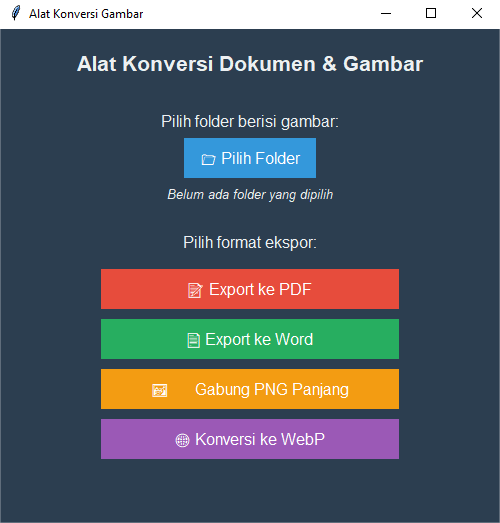 Alat Konversi Gambar
Alat Konversi Dokumen & Gambar
Pilih folder berisi gambar:
Pilih Folder
Belum ada folder yang dipilih
Pilih format ekspor:
Export ke PDF
Export ke Word
Gabung PNG Panjang
Konversi ke WebP